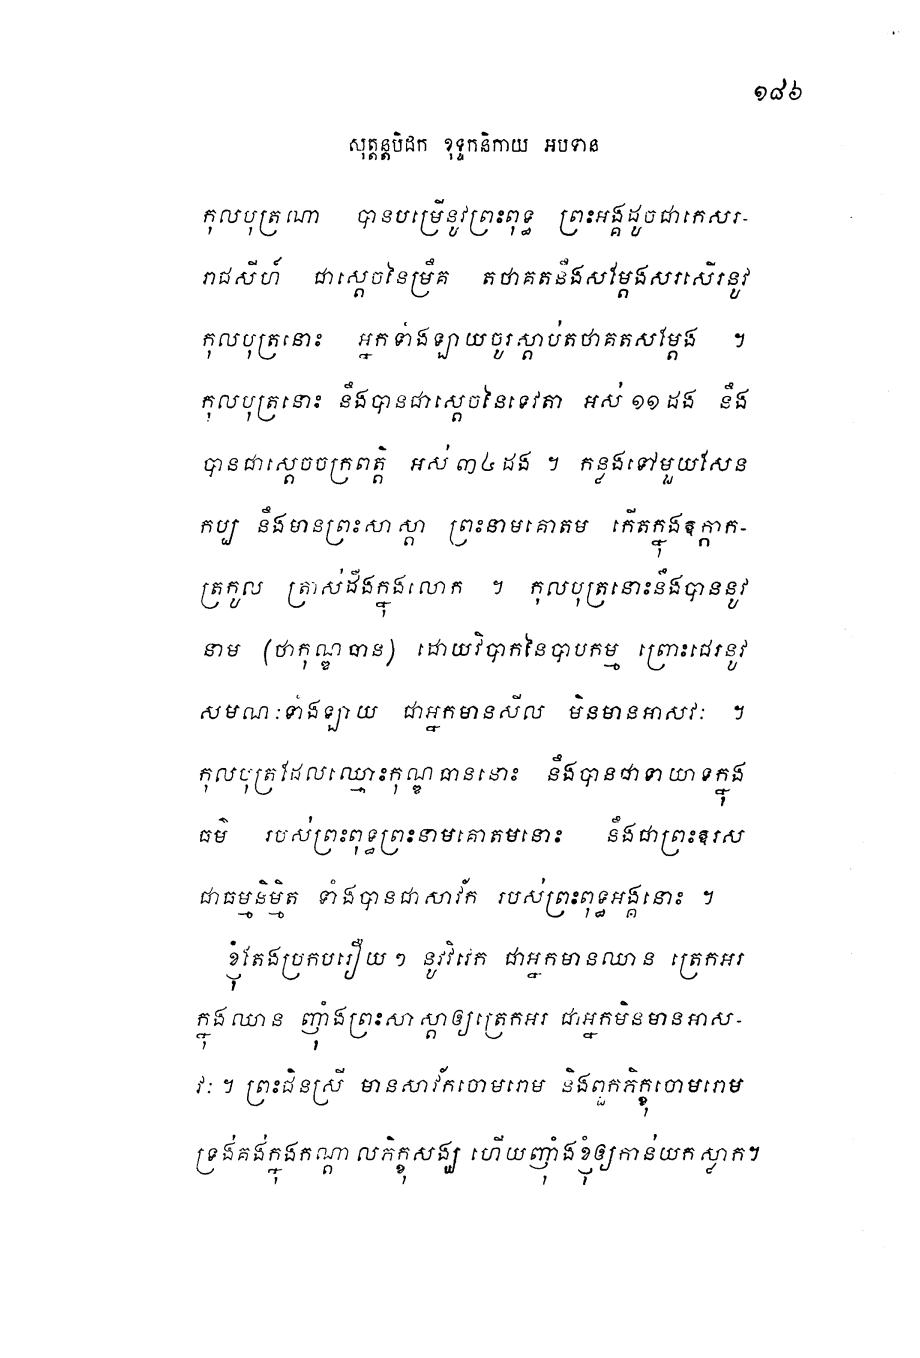 ១៨៦
សុត្តន្តបិដក ខុទ្ទកនិកាយ អបទាន
កុលបុត្រណា បានបម្រើនូវព្រះពុទ្ធ ព្រះអង្គដូចជាកេសរ-
រាជសីហ៍ ជាស្តេចនៃម្រឹគ តថាគតនឹងសម្តែងសរសើរនូវ
កុលបុត្រនោះ អ្នកទាំងឡាយចូរស្តាប់តថាគតសម្តែង ។
កុលបុត្រនោះ នឹងបានជាស្តេចនៃទេវតា អស់ ១១ ដង នឹង
បានជាស្តេចចក្រពត្តិ អស់ ៣៤ ដង ។ កន្លងទៅមួយសែន
កប្ប នឹងមានព្រះសាស្តា ព្រះនាមគោតម កើតក្នុងឧក្កាក-
ត្រកូល ត្រាស់ដឹងក្នុងលោក ។ កុលបុត្រនោះនឹងបាននូវ
នាម (ថាកុណ្ឌធាន) ដោយវិបាកនៃបាបកម្ម ព្រោះជេរនូវ
សមណៈទាំងឡាយ ជាអ្នកមានសីល មិនមានអាសវៈ ។
កុលបុត្រដែលឈ្មោះកុណ្ឌធាននោះ នឹងបានជាទាយាទក្នុង
ធម៌ របស់ព្រះពុទ្ធព្រះនាមគោតមនោះ នឹងជាព្រះឱរស
ជាធម្មនិម្មិត ទាំងបានជាសាវ័ក របស់ព្រះពុទ្ធអង្គនោះ ។
ខ្ញុំតែងប្រកបរឿយ ៗ នូវវិវេក ជាអ្នកមានឈាន ត្រេកអរ
ក្នុងឈាន ញ៉ាំងព្រះសាស្តាឲ្យត្រេកអរ ជាអ្នកមិនមានអាស-
វៈ ។ ព្រះជិនស្រី មានសាវ័កចោមរោម និងពួកភិក្ខុចោមរោម
ទ្រង់គង់ក្នុងកណ្តាលភិក្ខុសង្ឃ ហើយញ៉ាំងខ្ញុំឲ្យកាន់យកស្លាក។